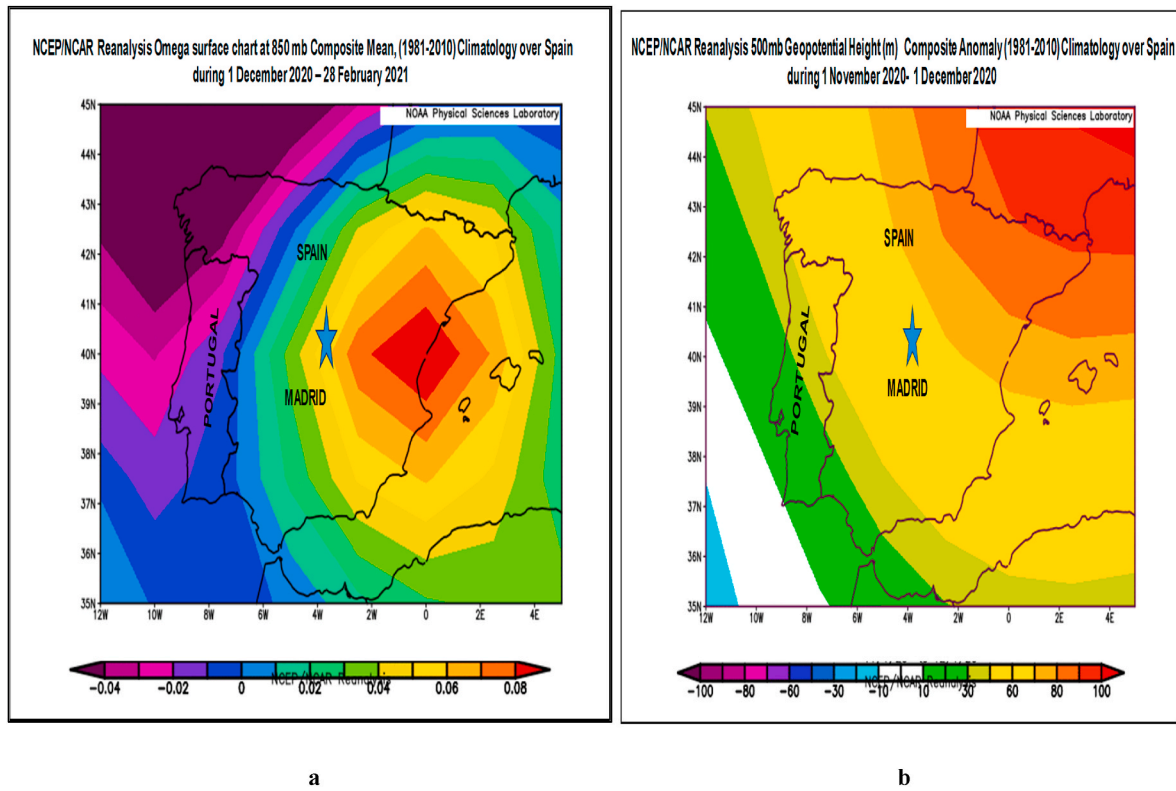 NCEP/NCAR Reanalysis Omega surface chart at 850 mb Composite Mean, (1981-2010) Climatology over Spain
during 1 December 2020 – 28 February 2021
NOAA Physical Sciences Laboratory
45N
44N
43N
42N
41N
40N
39N
38N
37N
36N
35N
SPAIN
PORTUGAL
MADRID
12W 10W 8W 6W 4W 2W 0 2E 4E
NCEP/NCAR Reanalysis
-0.04 -0.02 0 0.02 0.04 0.06 0.08
a
NCEP/NCAR Reanalysis 500mb Geopotential Height (m) Composite Anomaly (1981-2010) Climatology over Spain
during 1 November 2020- 1 December 2020
NOAA Physical Sciences Laboratory
45N
44N
43N
42N
41N
40N
39N
38N
37N
36N
35N
SPAIN
PORTUGAL
MADRID
12W 10W 8W 6W 4W 2W 0 2E 4E
NCEP/NCAR Reanalysis
-100 -80 -60 -30 -10 10 30 60 80 100
b